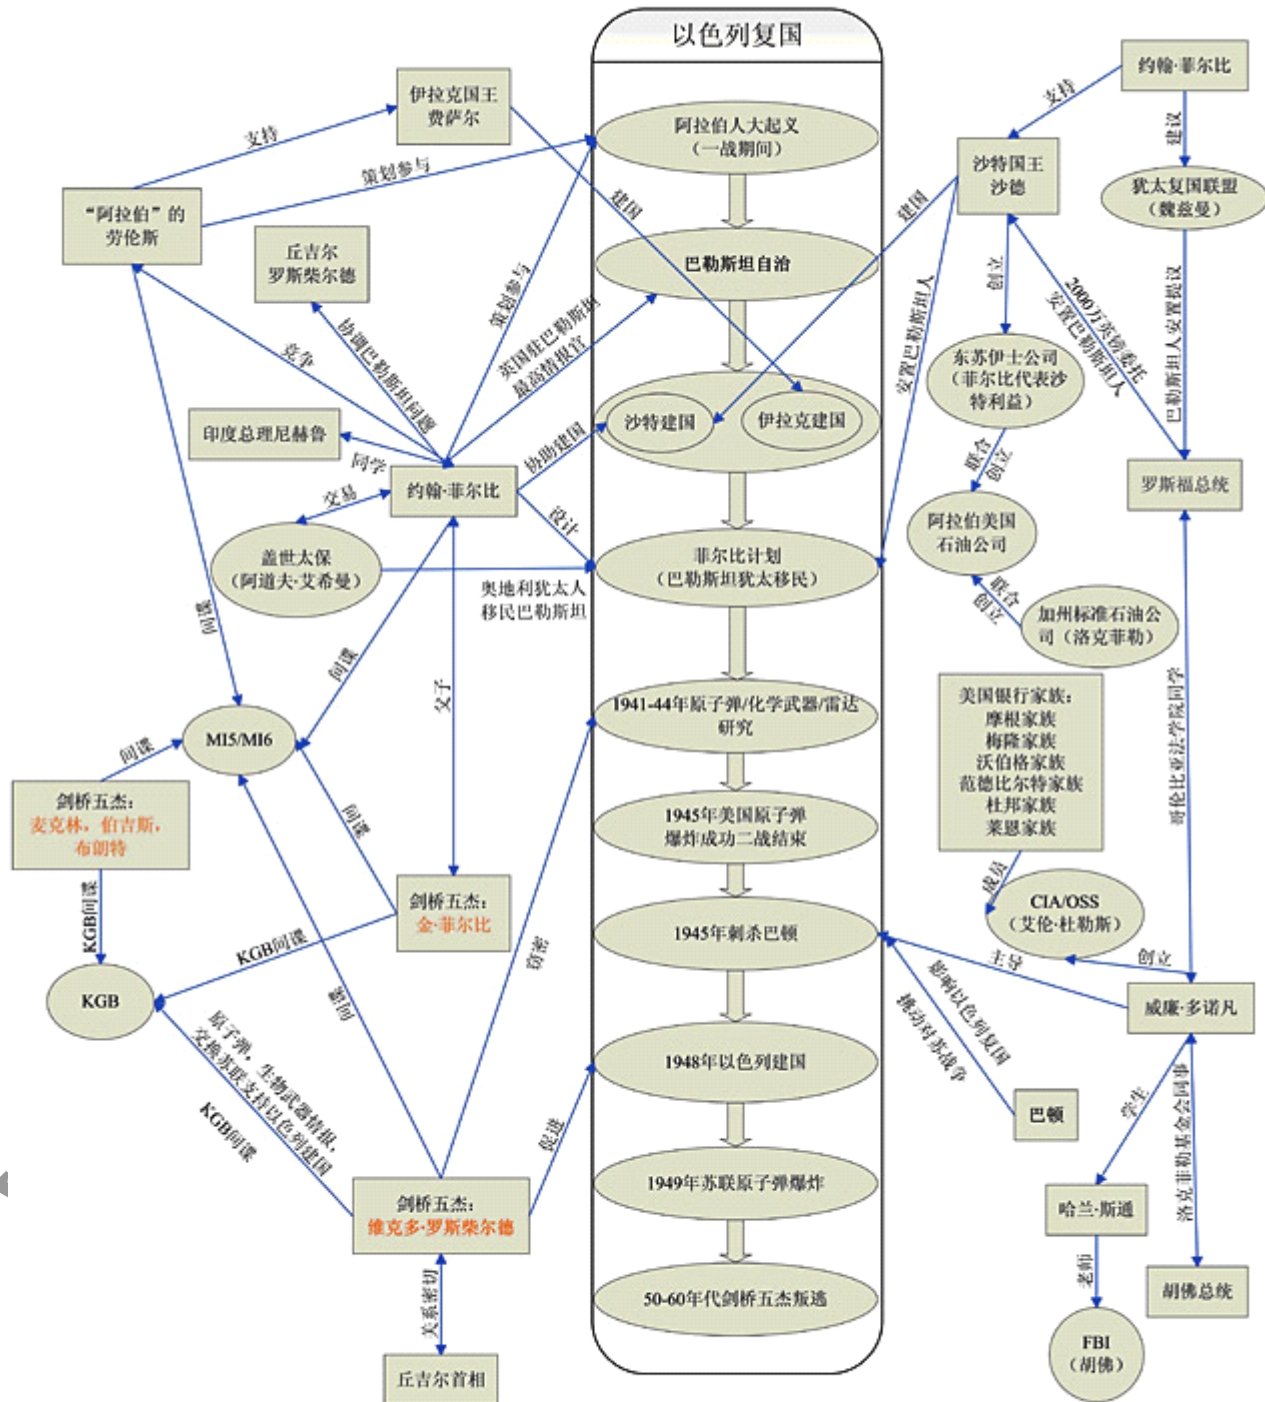 以色列复国
约翰·菲尔比
伊拉克国王
费萨尔
支持
支持
建议
阿拉伯人大起义
（一战期间）
策划参与
沙特国王
沙德
犹太复国联盟
（魏兹曼）
“阿拉伯”的
劳伦斯
建国
建国
丘吉尔
罗斯柴尔德
巴勒斯坦自治
策划参与
创立
安置巴勒斯坦人
2000万英镑委托
安置巴勒斯坦人
巴勒斯坦人安置提议
竞争
协调巴勒斯坦问题
英国驻巴勒斯坦
最高情报官
东苏伊士公司
（菲尔比代表沙
特利益）
印度总理尼赫鲁
沙特建国
伊拉克建国
同学
协助建国
联合
创立
约翰·菲尔比
交易
设计
罗斯福总统
盖世太保
（阿道夫·艾希曼）
菲尔比计划
（巴勒斯坦犹太移民）
阿拉伯美国
石油公司
奥地利犹太人
移民巴勒斯坦
联合
创立
加州标准石油公
司（洛克菲勒）
间谍
间谍
父子
哥伦比亚法学院同学
美国银行家族：
摩根家族
梅隆家族
沃伯格家族
范德比尔特家族
杜邦家族
莱恩家族
1941-44年原子弹/化学武器/雷达
研究
MI5/MI6
间谍
剑桥五杰：
麦克林，伯吉斯，
布朗特
间谍
1945年美国原子弹
爆炸成功二战结束
成员
KGB间谍
剑桥五杰：
金·菲尔比
CIA/OSS
（艾伦·杜勒斯）
KGB间谍
窃密
1945年刺杀巴顿
主导
创立
KGB
间谍
影响以色列复国
挑动对苏战争
威廉·多诺凡
原子弹，生物武器情报，
交换苏联支持以色列建国
KGB间谍
1948年以色列建国
巴顿
学生
洛克菲勒基金会同事
促进
剑桥五杰：
维克多·罗斯柴尔德
1949年苏联原子弹爆炸
哈兰·斯通
老师
关系密切
50-60年代剑桥五杰叛逃
胡佛总统
FBI
（胡佛）
丘吉尔首相